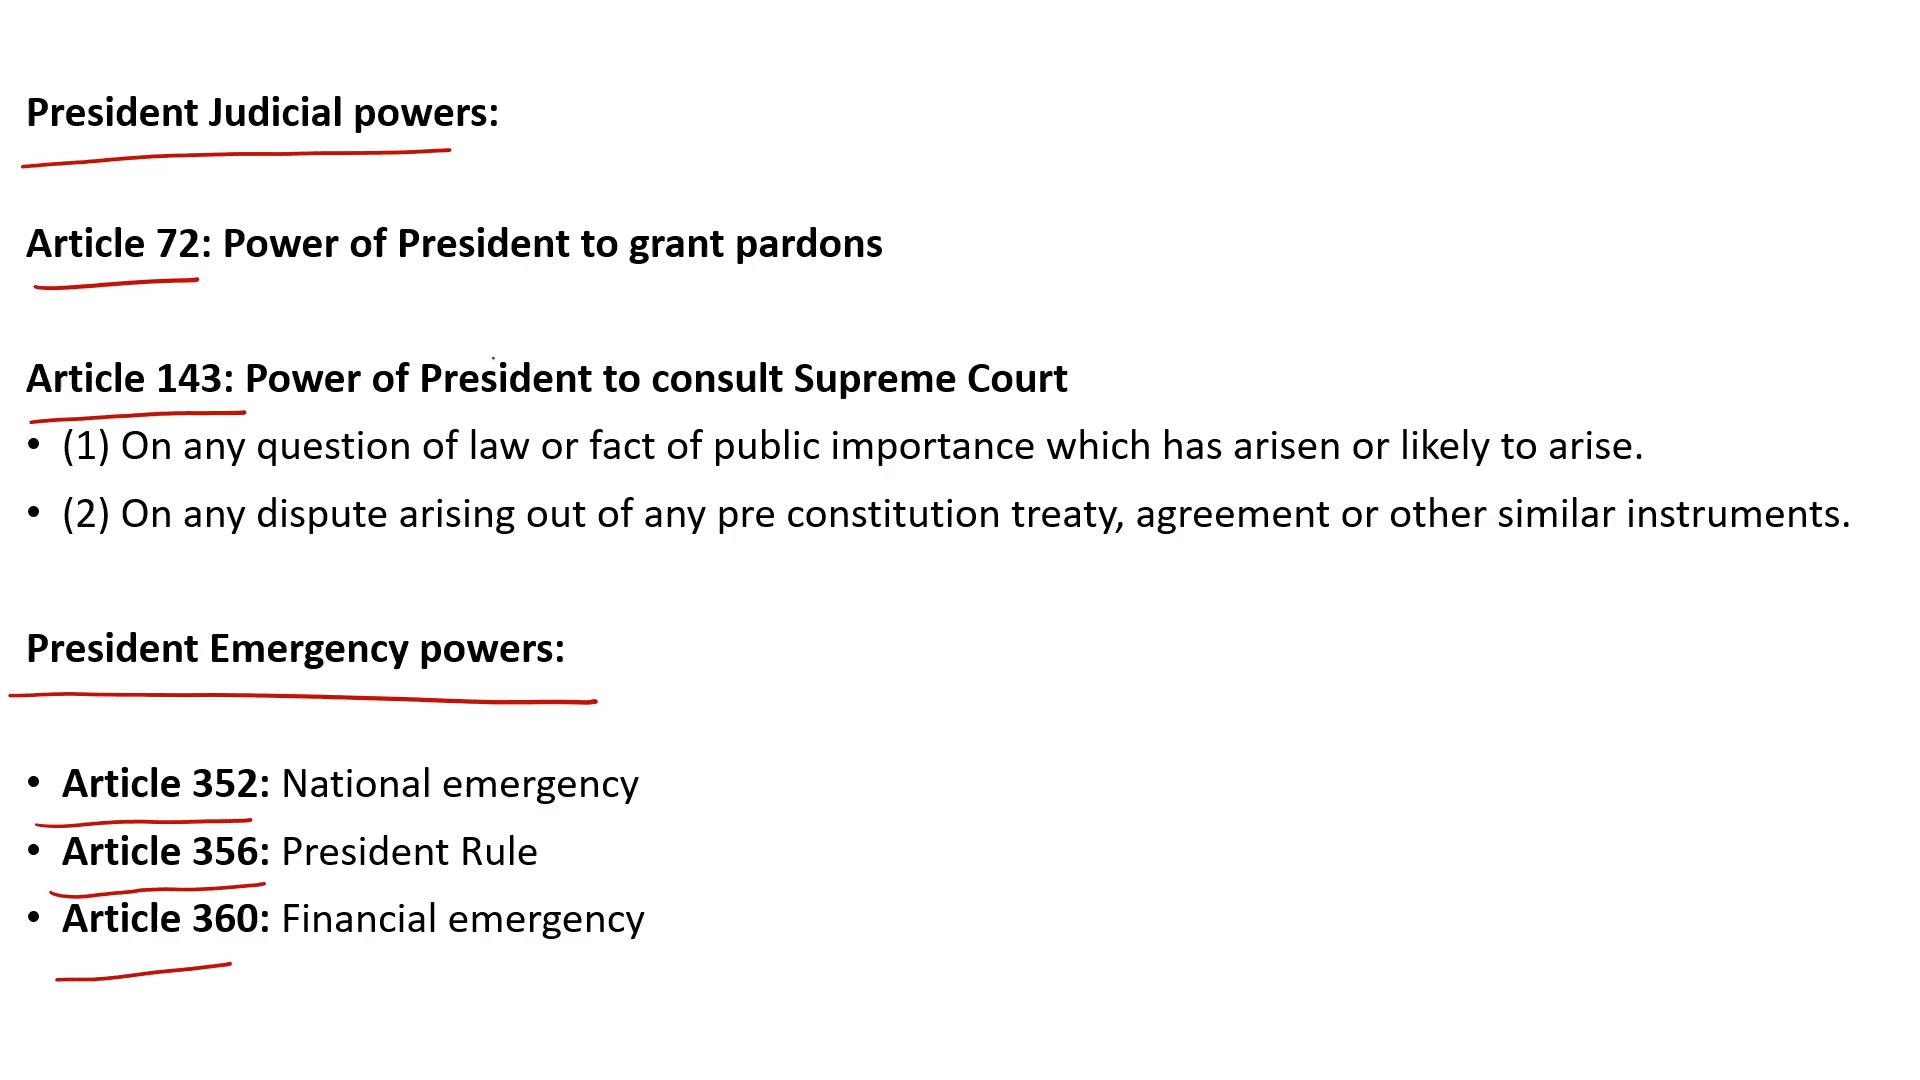 President Judicial powers:
Article 72: Power of President to grant pardons
Article 143: Power of President to consult Supreme Court
• (1) On any question of law or fact of public importance which has arisen or likely to arise.
• (2) On any dispute arising out of any pre constitution treaty, agreement or other similar instruments.
President Emergency powers:
• Article 352: National emergency
• Article 356: President Rule
• Article 360: Financial emergency